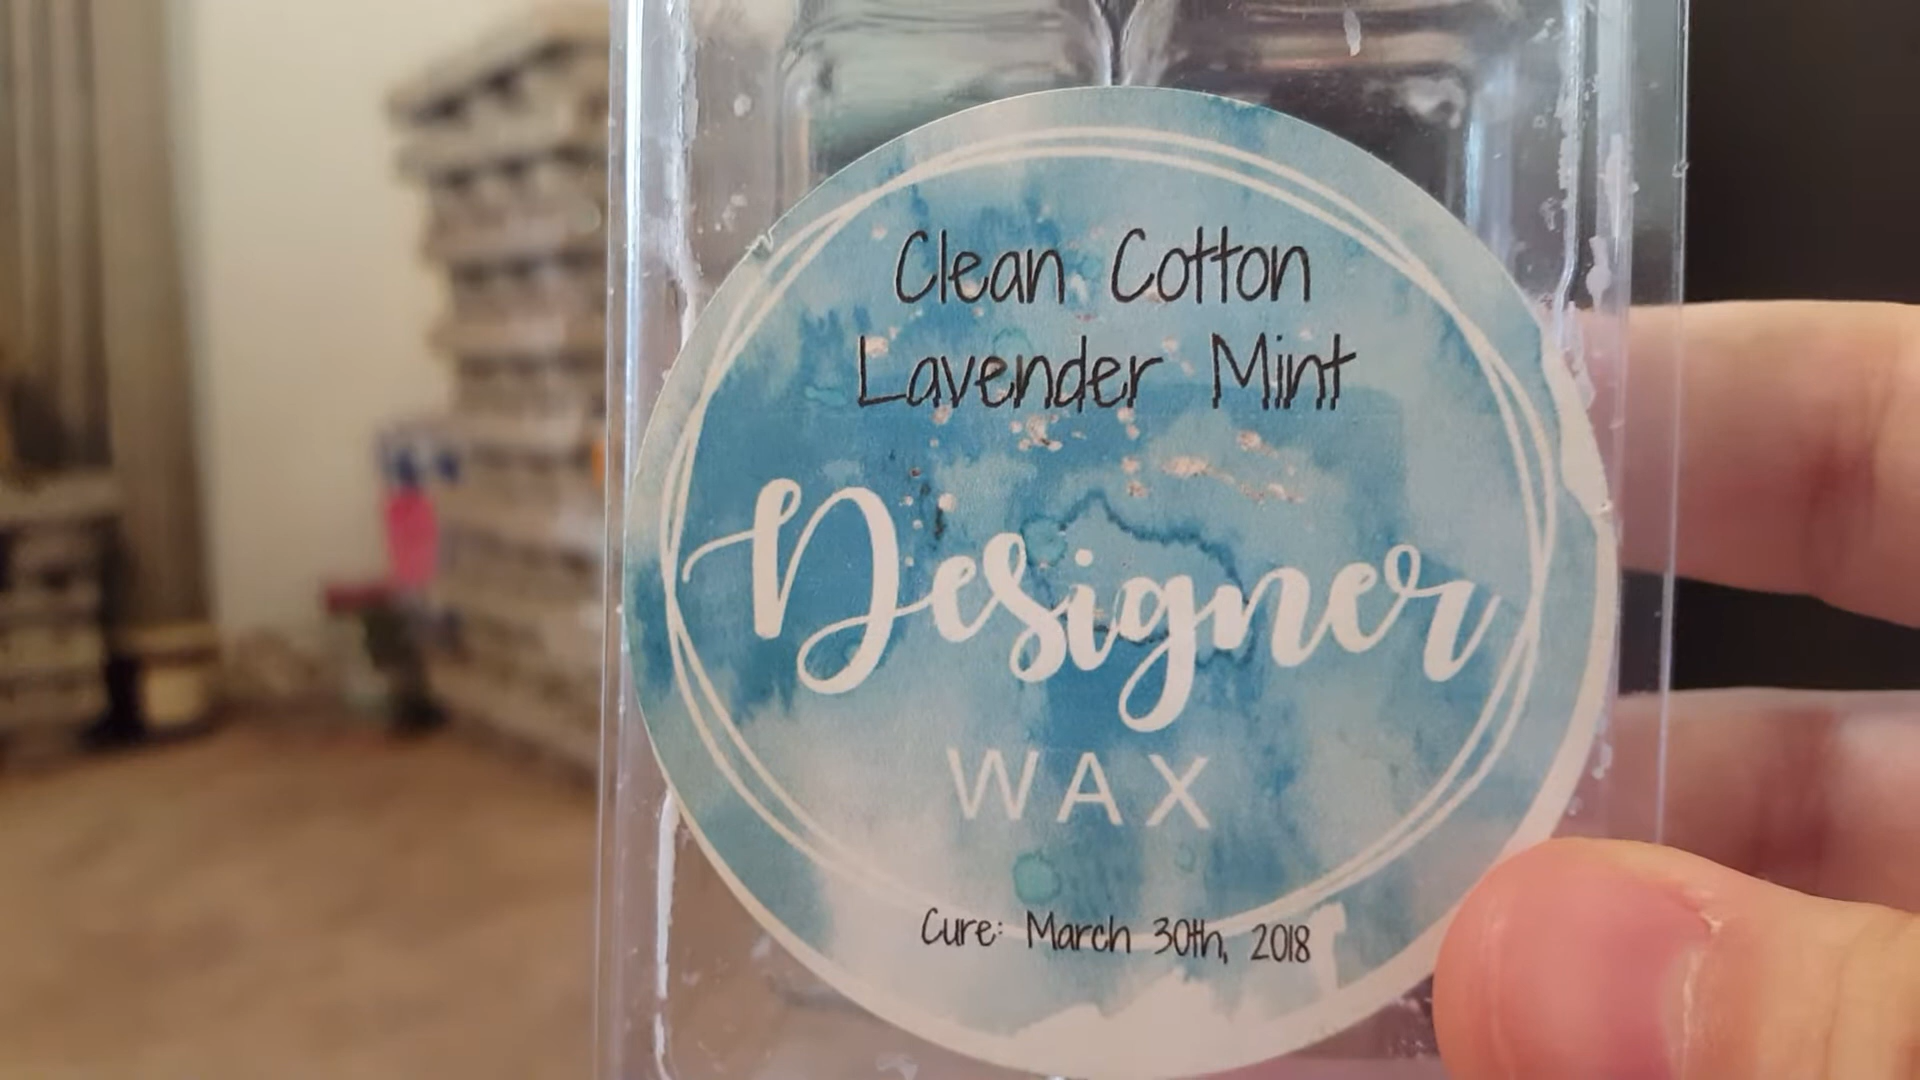 Clean Cotton
Lavender Mint
Designer
WAX
Cure: March 30th, 2018